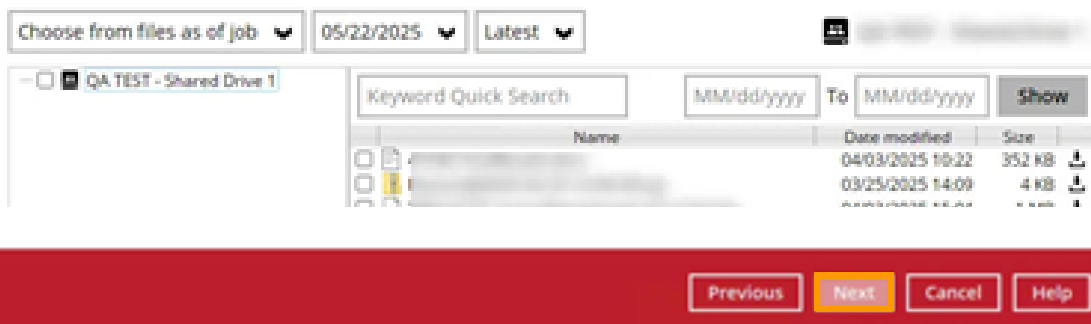 Choose from files as of job 05/22/2025 Latest
QA TEST - Shared Drive 1
Keyword Quick Search MM/dd/yyyy To MM/dd/yyyy Show
Name Date modified Size
04/03/2025 10:22 352 KB
03/25/2025 14:09 4 KB
Previous Next Cancel Help